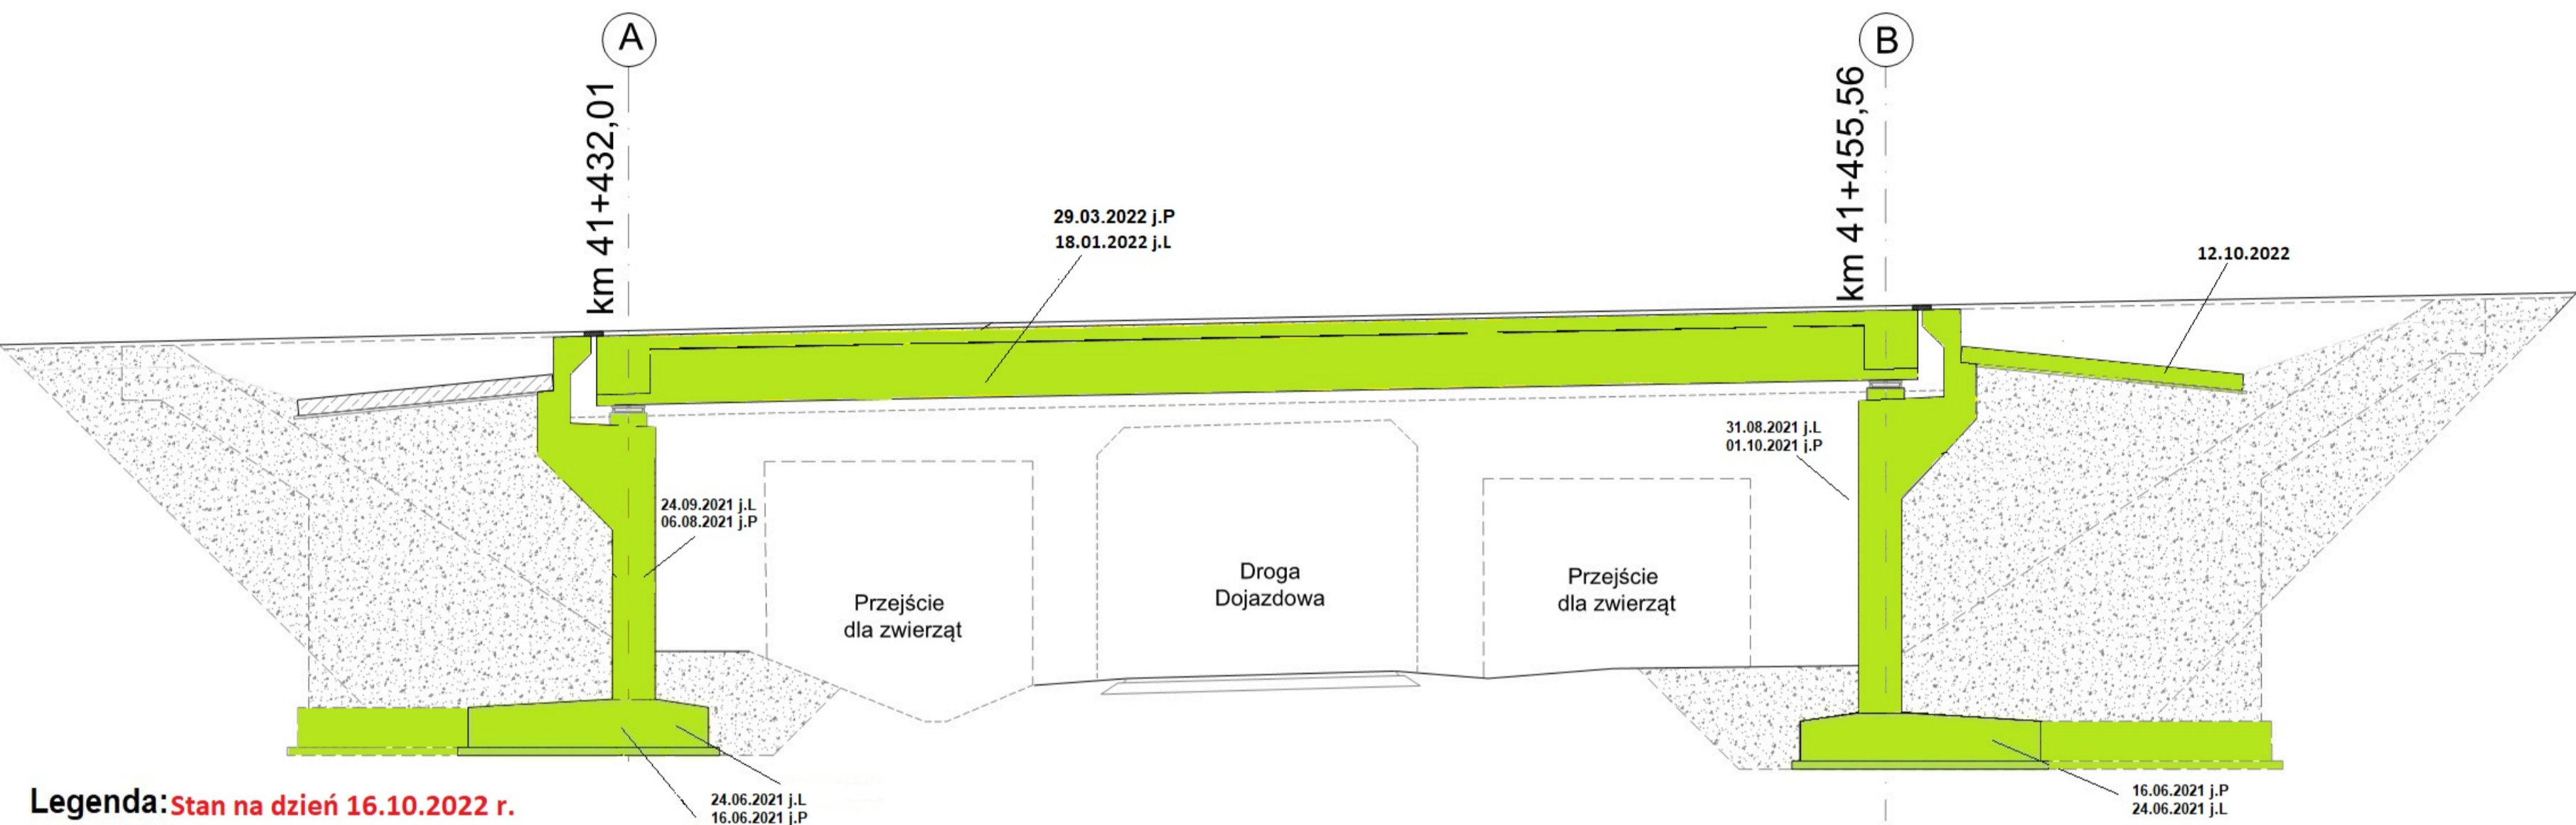 A
B
km 41+432,01
km 41+455,56
29.03.2022 j.P
18.01.2022 j.L
12.10.2022
31.08.2021 j.L
01.10.2021 j.P
24.09.2021 j.L
06.08.2021 j.P
Przejście
dla zwierząt
Droga
Dojazdowa
Przejście
dla zwierząt
24.06.2021 j.L
16.06.2021 j.P
16.06.2021 j.P
24.06.2021 j.L
Legenda: Stan na dzień 16.10.2022 r.